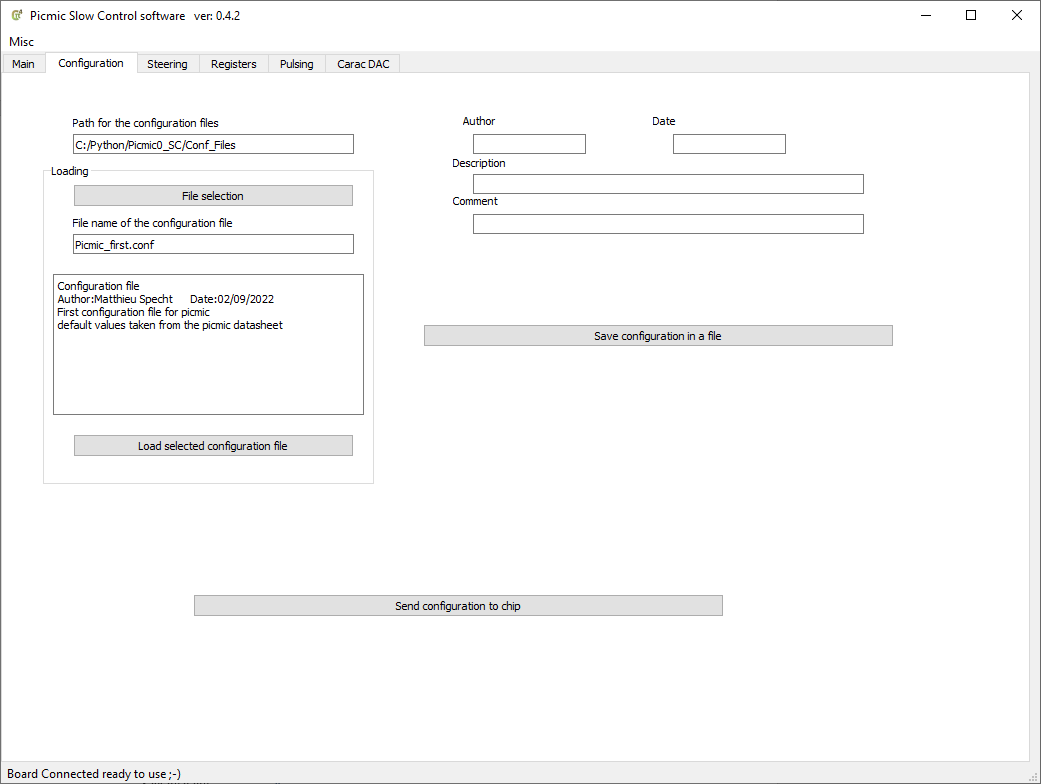 Picmic Slow Control software ver: 0.4.2
Misc
Main Configuration Steering Registers Pulsing Carac DAC
Path for the configuration files
C:/Python/Picmic0_SC/Conf_Files
Loading
File selection
File name of the configuration file
Picmic_first.conf
Configuration file
Author:Matthieu Specht Date:02/09/2022
First configuration file for picmic
default values taken from the picmic datasheet
Load selected configuration file
Author Date
Description
Comment
Save configuration in a file
Send configuration to chip
Board Connected ready to use ;-)